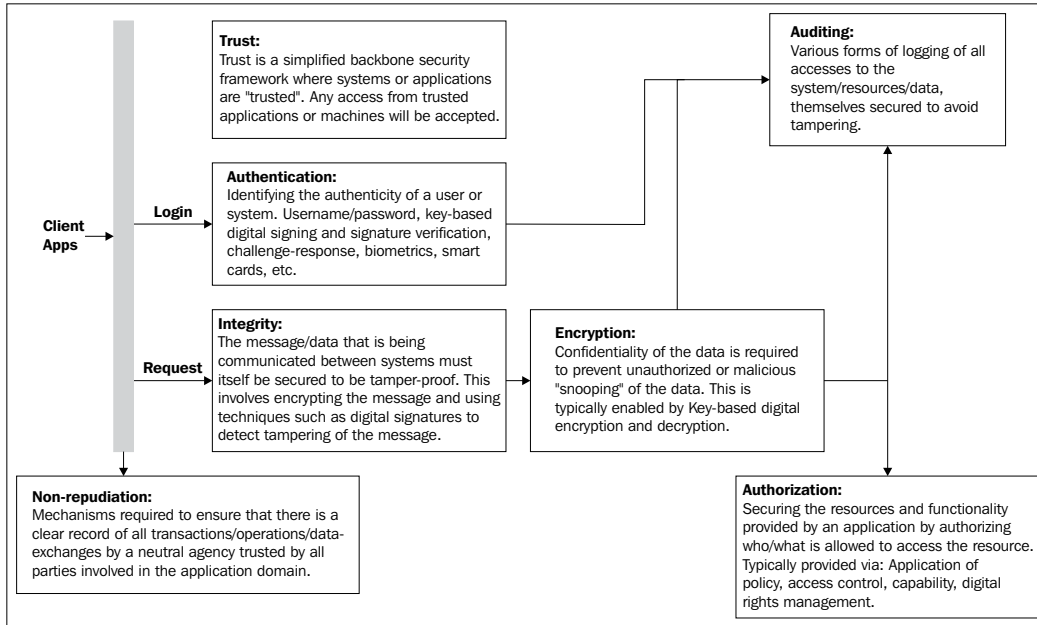 Trust:
Trust is a simplified backbone security
framework where systems or applications
are "trusted". Any access from trusted
applications or machines will be accepted.
Auditing:
Various forms of logging of all
accesses to the
system/resources/data,
themselves secured to avoid
tampering.
Client
Apps
Login
Authentication:
Identifying the authenticity of a user or
system. Username/password, key-based
digital signing and signature verification,
challenge-response, biometrics, smart
cards, etc.
Request
Integrity:
The message/data that is being
communicated between systems must
itself be secured to be tamper-proof. This
involves encrypting the message and using
techniques such as digital signatures to
detect tampering of the message.
Encryption:
Confidentiality of the data is required
to prevent unauthorized or malicious
"snooping" of the data. This is
typically enabled by Key-based digital
encryption and decryption.
Non-repudiation:
Mechanisms required to ensure that there is a
clear record of all transactions/operations/data-
exchanges by a neutral agency trusted by all
parties involved in the application domain.
Authorization:
Securing the resources and functionality
provided by an application by authorizing
who/what is allowed to access the resource.
Typically provided via: Application of
policy, access control, capability, digital
rights management.